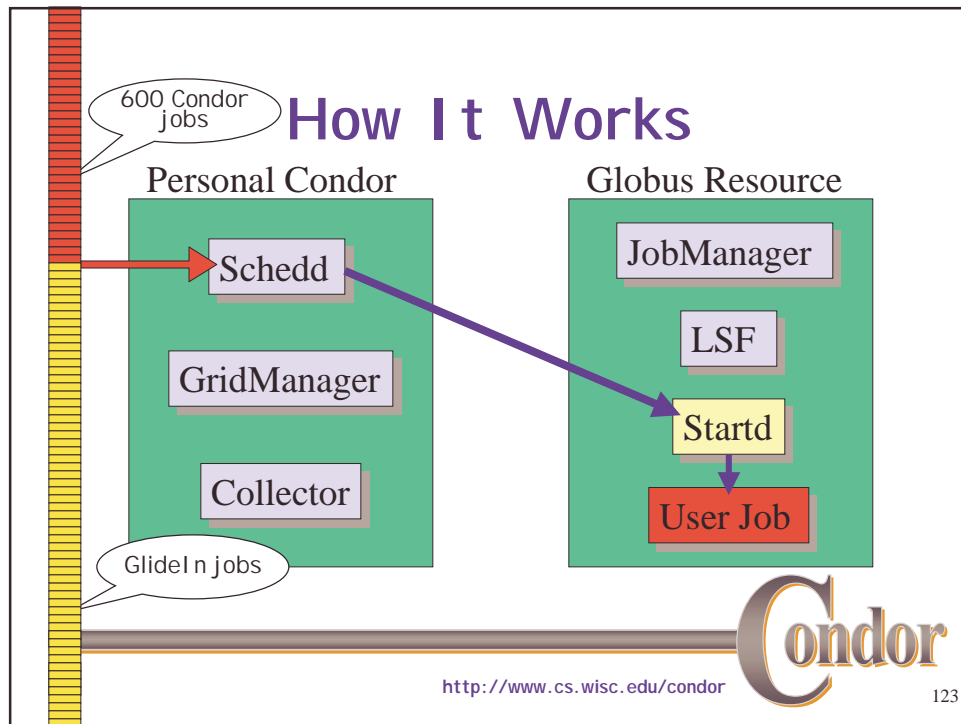 600 Condor
jobs
How It Works
Personal Condor
Globus Resource
Schedd
JobManager
LSF
GridManager
Startd
Collector
User Job
GlideIn jobs
Condor
http://www.cs.wisc.edu/condor
123